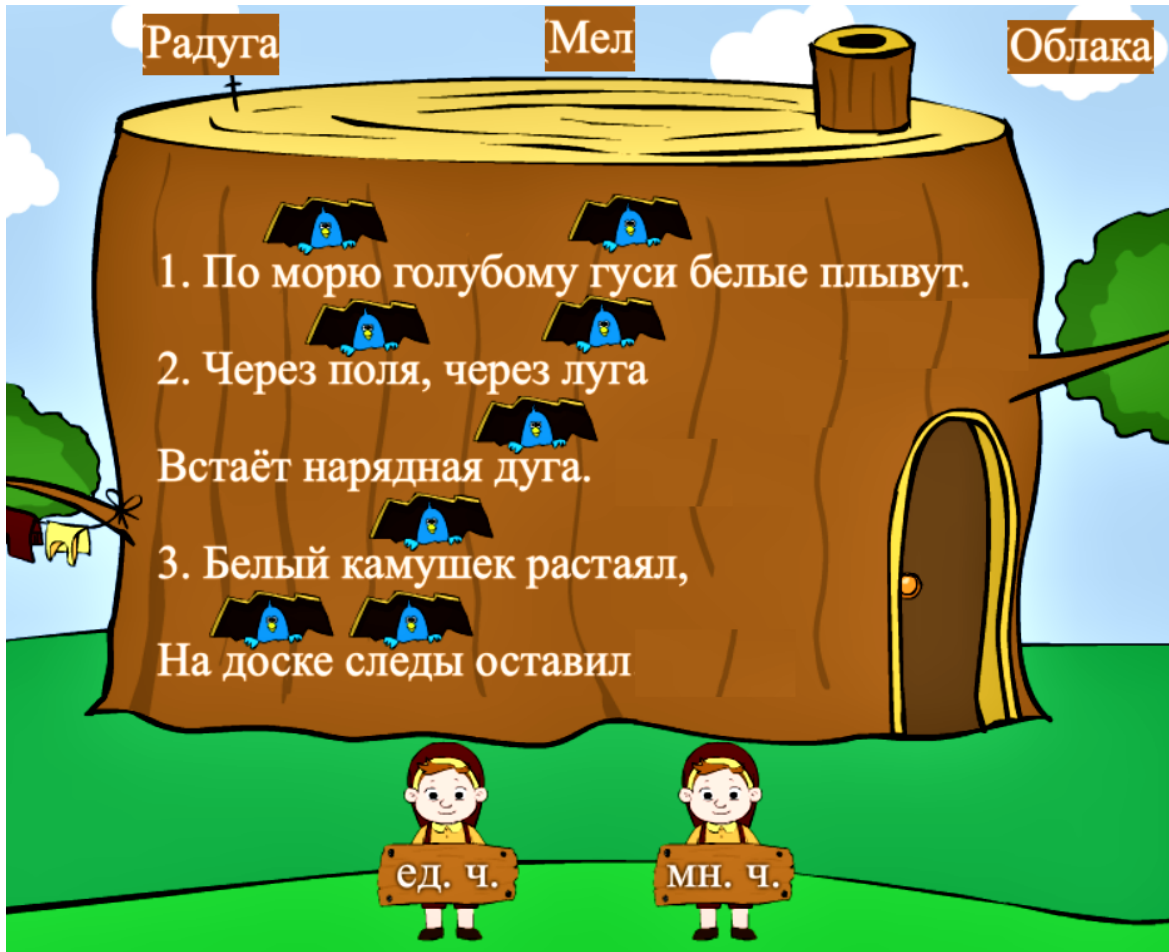 Радуга Мел Облака
1. По морю голубому гуси белые плывут.
2. Через поля, через луга
Встаёт нарядная дуга.
3. Белый камушек растаял,
На доске следы оставил
ед. ч. мн. ч.